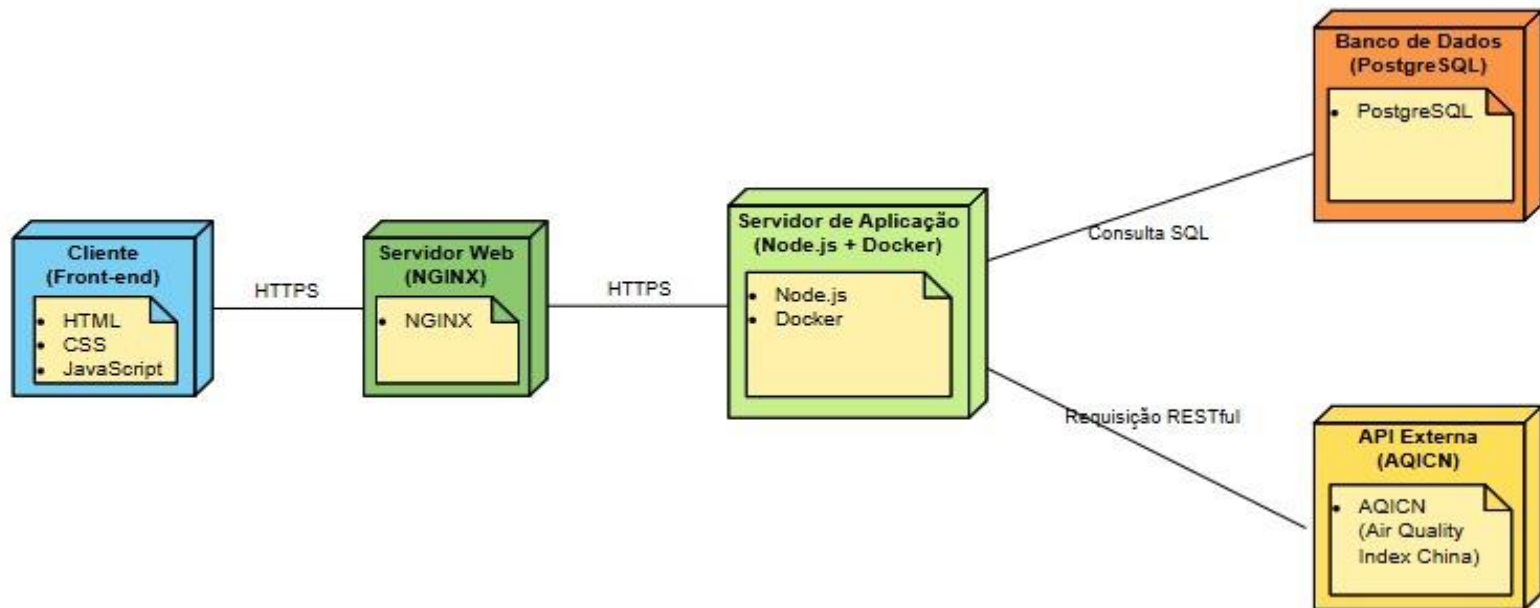 Cliente
(Front-end)
• HTML
• CSS
• JavaScript
HTTPS
Servidor Web
(NGINX)
• NGINX
HTTPS
Servidor de Aplicação
(Node.js + Docker)
• Node.js
• Docker
Consulta SQL
Requisição RESTful
Banco de Dados
(PostgreSQL)
• PostgreSQL
API Externa
(AQICN)
• AQICN
(Air Quality
Index China)